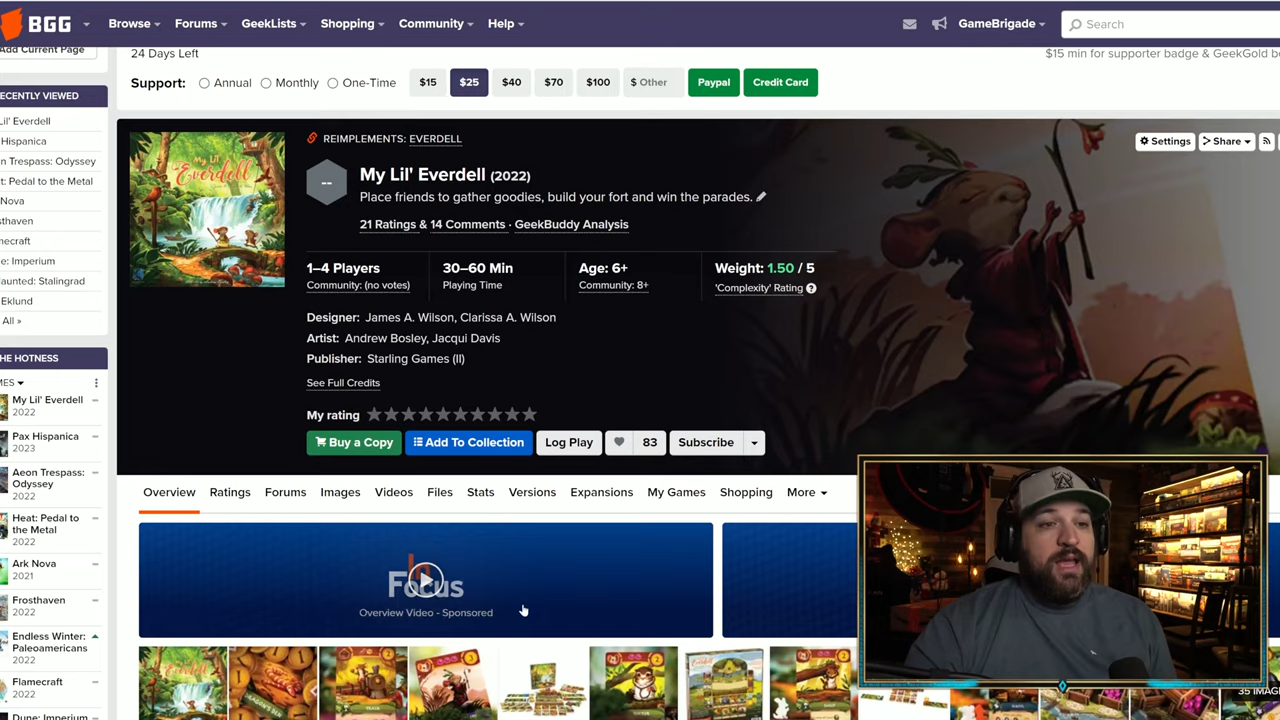 BGG
Browse
Forums
GeekLists
Shopping
Community
Help
GameBrigade
Search
Add Current Page
24 Days Left
$15 min for supporter badge & GeekGold
Support:
Annual
Monthly
One-Time
$15
$25
$40
$70
$100
$ Other
Paypal
Credit Card
ECENTLY VIEWED
Lil' Everdell
Hispanica
n Trespass: Odyssey
t: Pedal to the Metal
Nova
sthaven
mecraft
e: Imperium
launted: Stalingrad
Eklund
All »
REIMPLEMENTS: EVERDELL
Settings
Share
My Lil' Everdell
--
My Lil' Everdell (2022)
Place friends to gather goodies, build your fort and win the parades.
21 Ratings & 14 Comments · GeekBuddy Analysis
1–4 Players
Community: (no votes)
30–60 Min
Playing Time
Age: 6+
Community: 8+
Weight: 1.50 / 5
'Complexity' Rating ?
Designer: James A. Wilson, Clarissa A. Wilson
Artist: Andrew Bosley, Jacqui Davis
Publisher: Starling Games (II)
See Full Credits
My rating
Buy a Copy
Add To Collection
Log Play
83
Subscribe
HE HOTNESS
MES
My Lil' Everdell
2022
Pax Hispanica
2023
Aeon Trespass:
Odyssey
2022
Heat: Pedal to
the Metal
2022
Ark Nova
2021
Frosthaven
2022
Endless Winter:
Paleoamericans
2022
Flamecraft
2022
Dune: Imperium
Overview
Ratings
Forums
Images
Videos
Files
Stats
Versions
Expansions
My Games
Shopping
More
Focus
Overview Video - Sponsored
35 IMAG